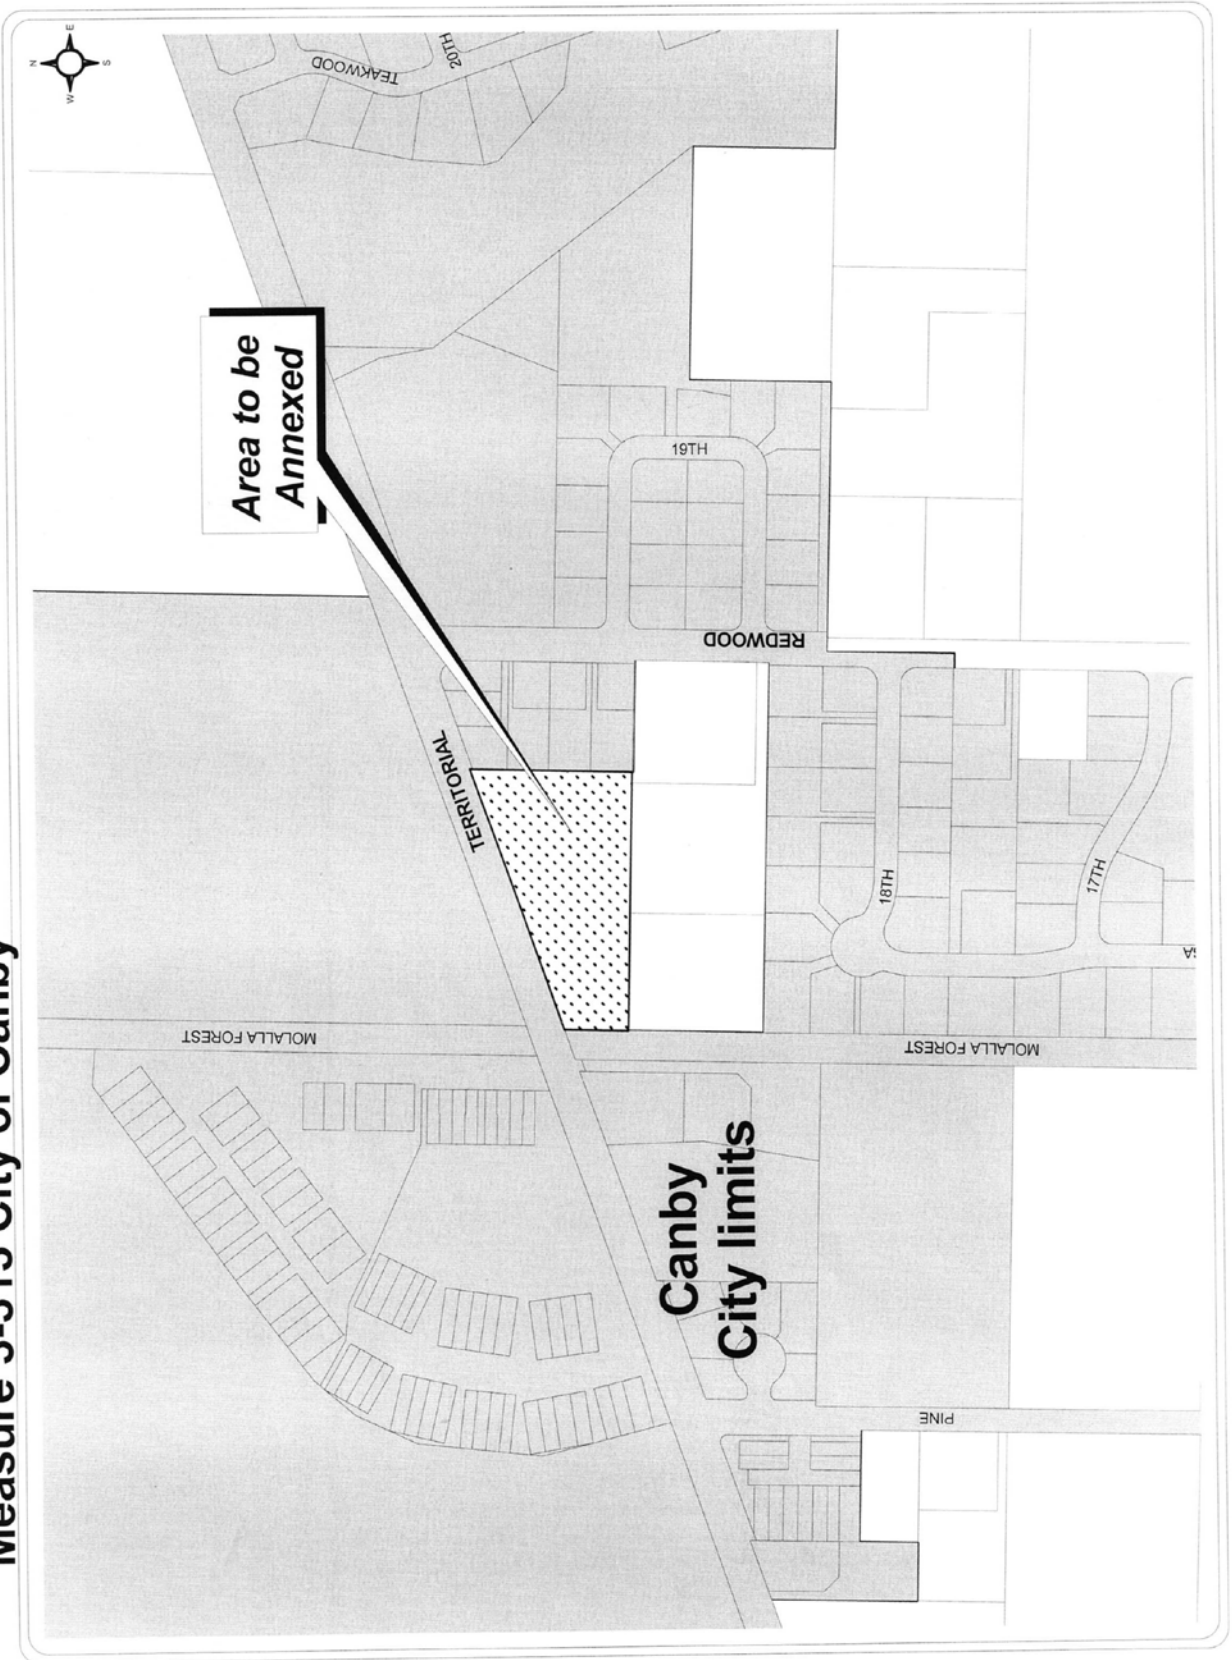 Measure 3-515 City of Canby
N
W
E
S
TEAKWOOD
20TH
Area to be
Annexed
19TH
REDWOOD
TERRITORIAL
MOLALLA FOREST
MOLALLA FOREST
18TH
17TH
Canby
City limits
PINE